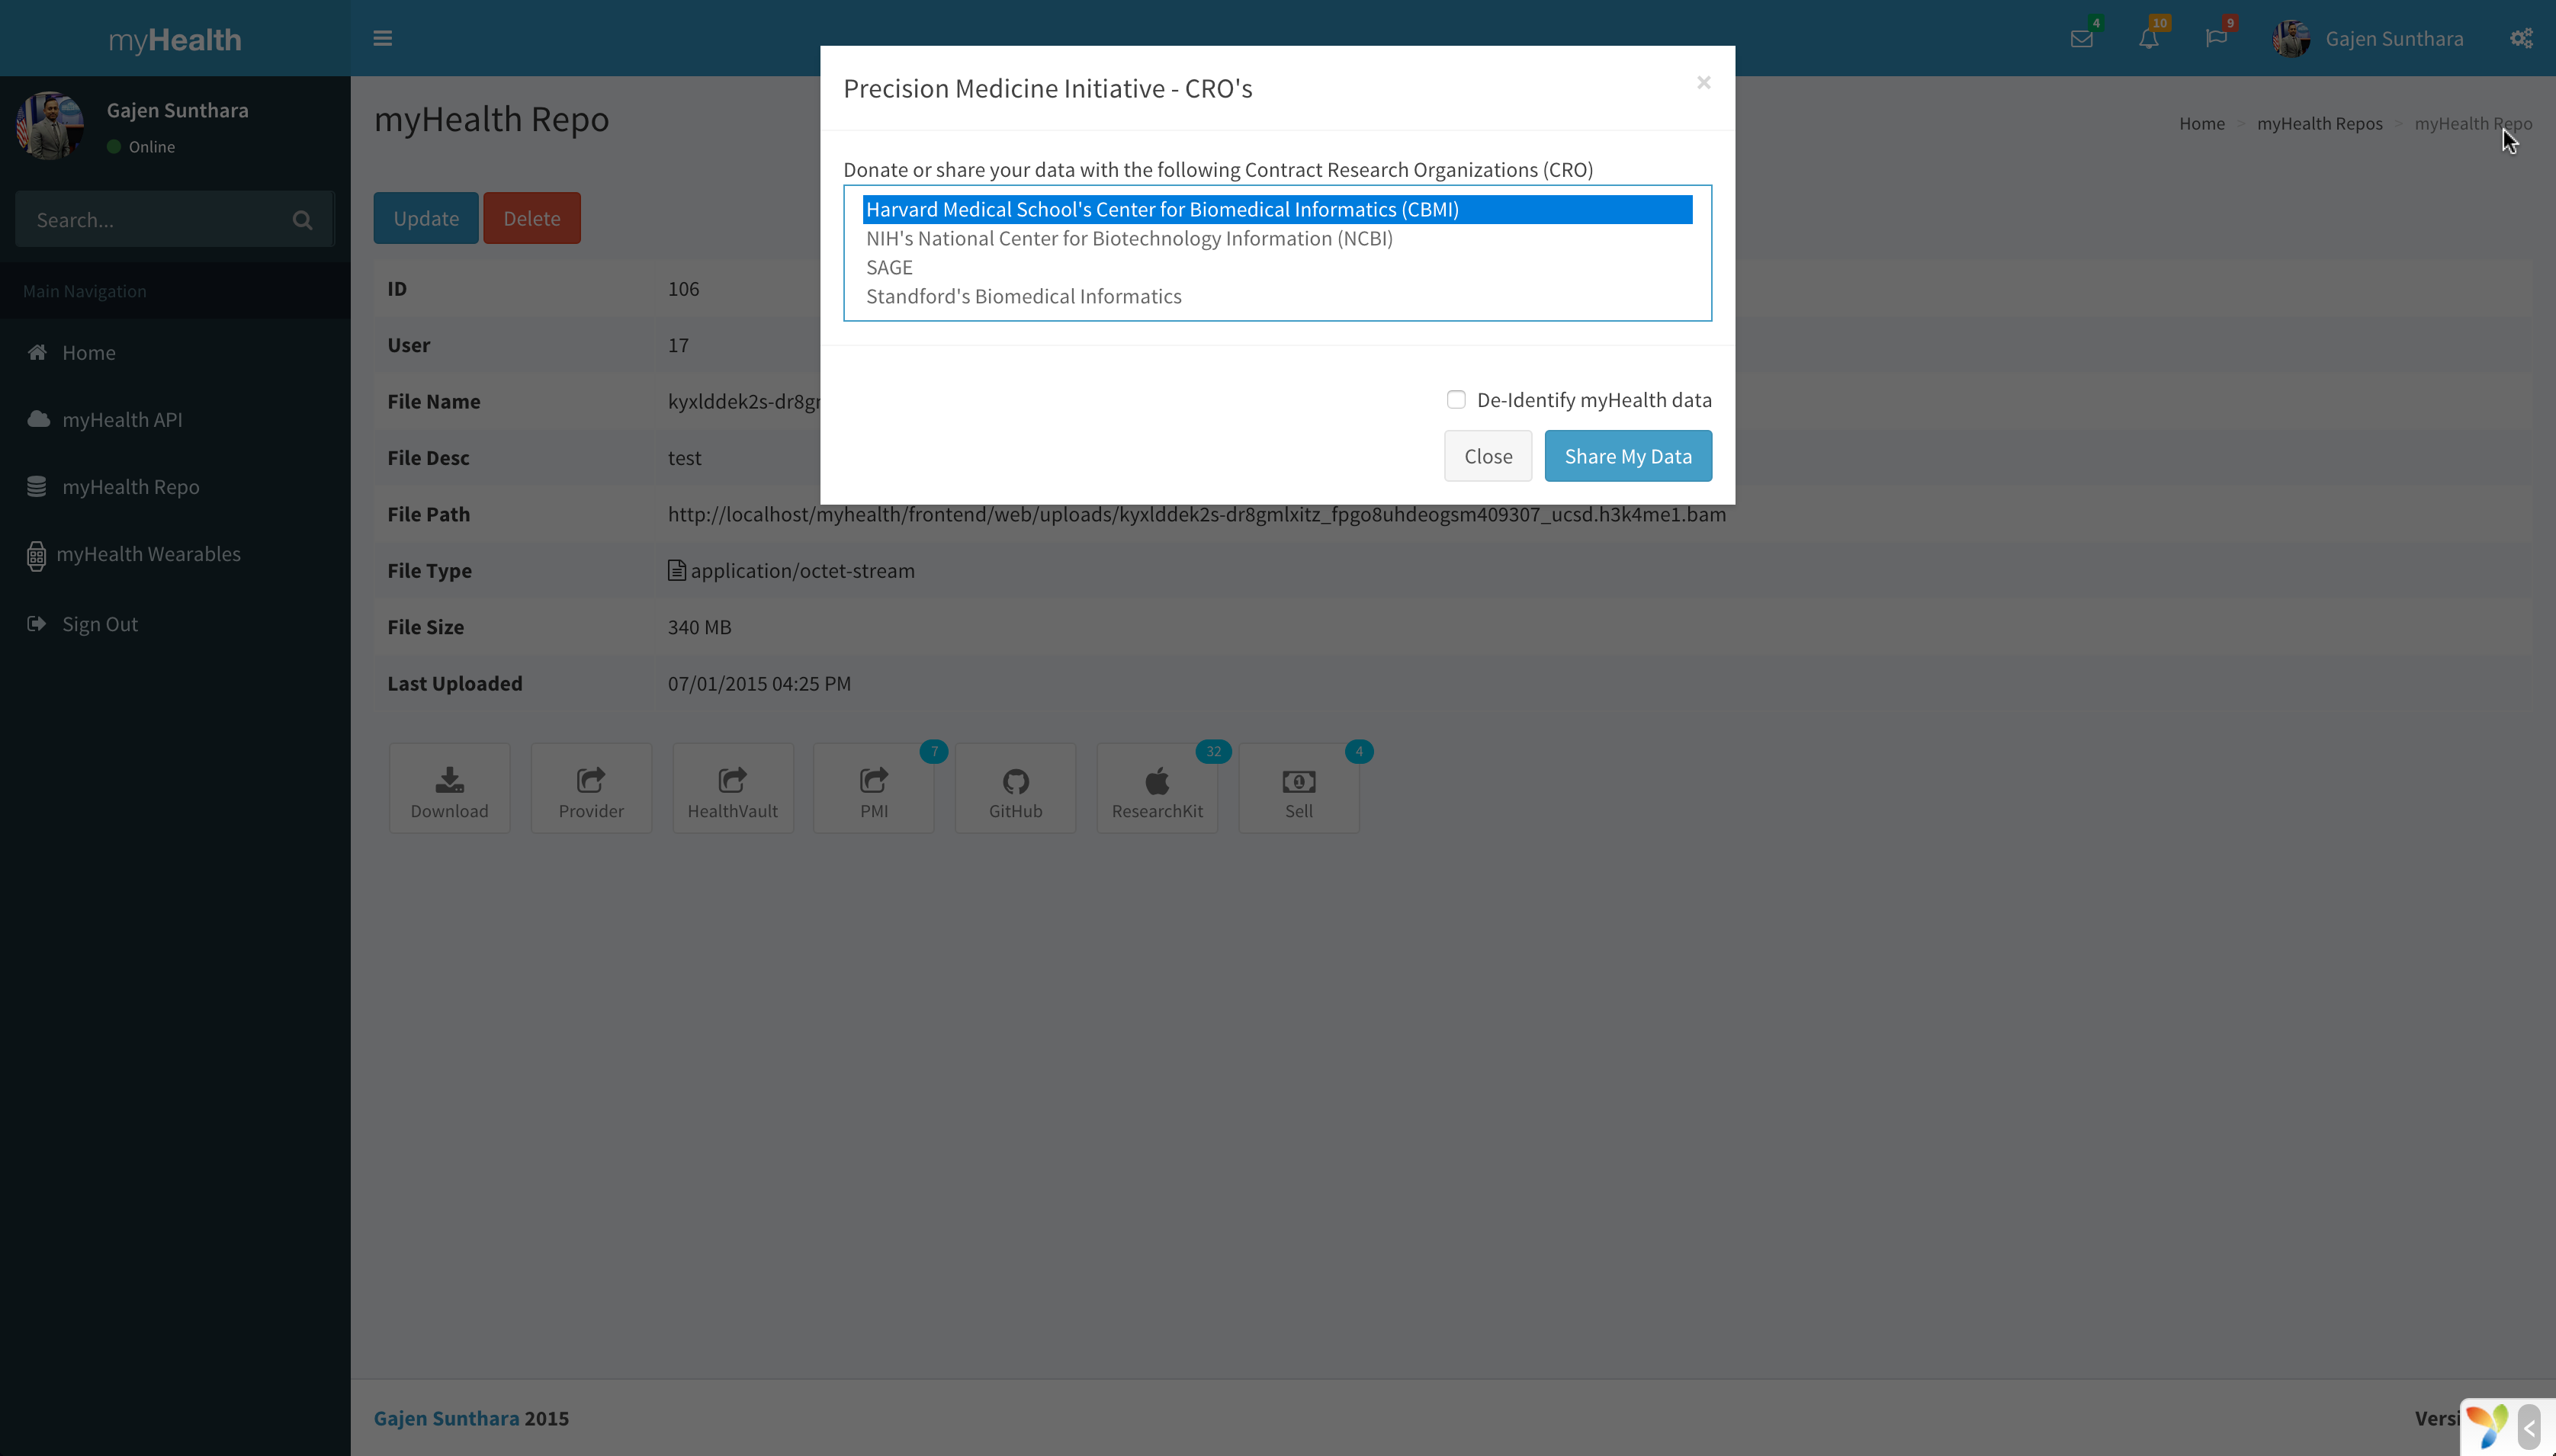 myHealth
4
10
9
Gajen Sunthara
Gajen Sunthara
Online
Search...
Main Navigation
Home
myHealth API
myHealth Repo
myHealth Wearables
Sign Out
myHealth Repo
Home > myHealth Repos > myHealth Repo
Update
Delete
Precision Medicine Initiative - CRO's
×
Donate or share your data with the following Contract Research Organizations (CRO)
Harvard Medical School's Center for Biomedical Informatics (CBMI)
NIH's National Center for Biotechnology Information (NCBI)
SAGE
Standford's Biomedical Informatics
De-Identify myHealth data
Close
Share My Data
ID 106
User 17
File Name kyxlddek2s-dr8gr
File Desc test
File Path http://localhost/myhealth/frontend/web/uploads/kyxlddek2s-dr8gmlxitz_fpgo8uhdeogsm409307_ucsd.h3k4me1.bam
File Type application/octet-stream
File Size 340 MB
Last Uploaded 07/01/2015 04:25 PM
Download
Provider
HealthVault
7
PMI
GitHub
32
ResearchKit
4
Sell
Gajen Sunthara 2015
Versi